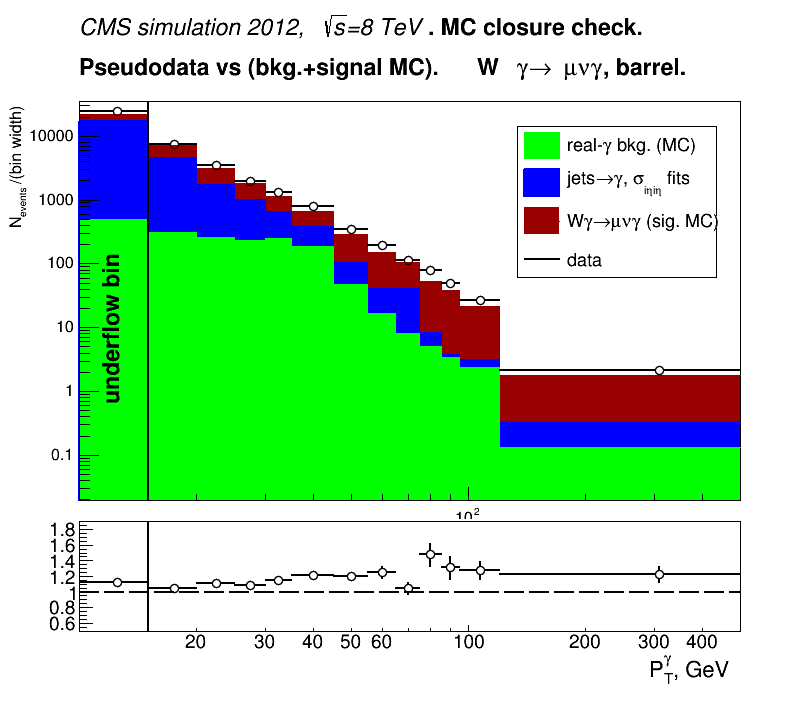 CMS simulation 2012, √s=8 TeV . MC closure check.
Pseudodata vs (bkg.+signal MC). W γ→ μνγ, barrel.
N_events /(bin width)
10000
1000
100
10
1
0.1
underflow bin
real-γ bkg. (MC)
jets→γ, σ_iηiη fits
Wγ→μνγ (sig. MC)
data
10²
1.8
1.6
1.4
1.2
1
0.8
0.6
20 30 40 50 60 100 200 300 400
P_T^γ, GeV